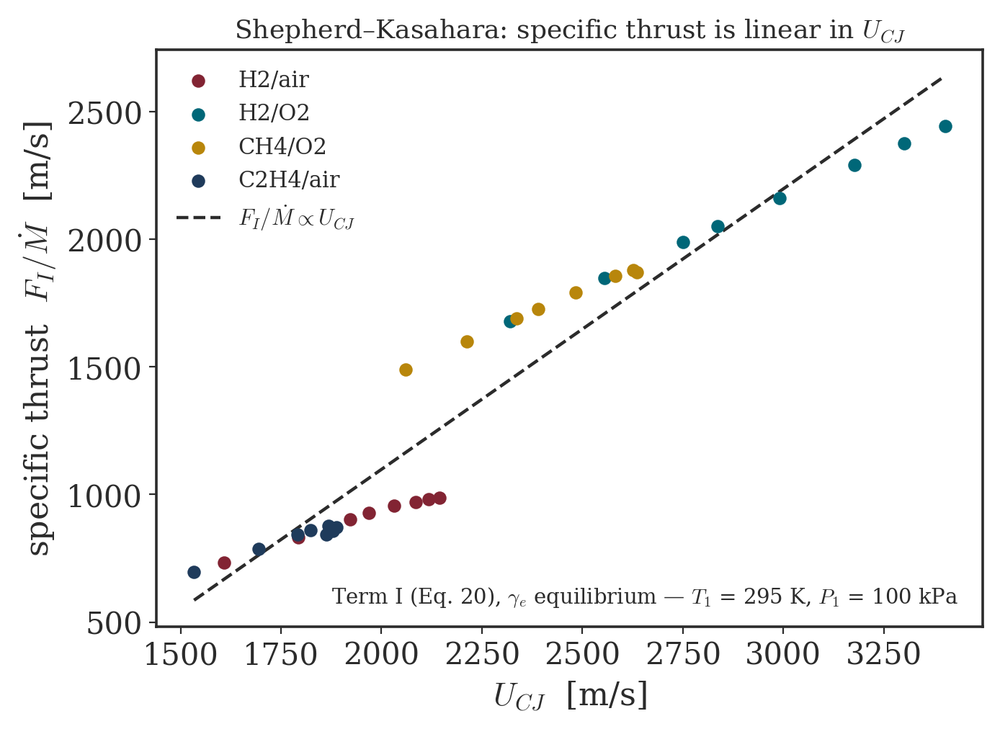 Shepherd–Kasahara: specific thrust is linear in U_CJ
H2/air
H2/O2
CH4/O2
C2H4/air
F_I/Ṁ ∝ U_CJ
specific thrust F_I/Ṁ [m/s]
2500
2000
1500
1000
500
Term I (Eq. 20), γ_e equilibrium — T_1 = 295 K, P_1 = 100 kPa
1500 1750 2000 2250 2500 2750 3000 3250
U_CJ [m/s]